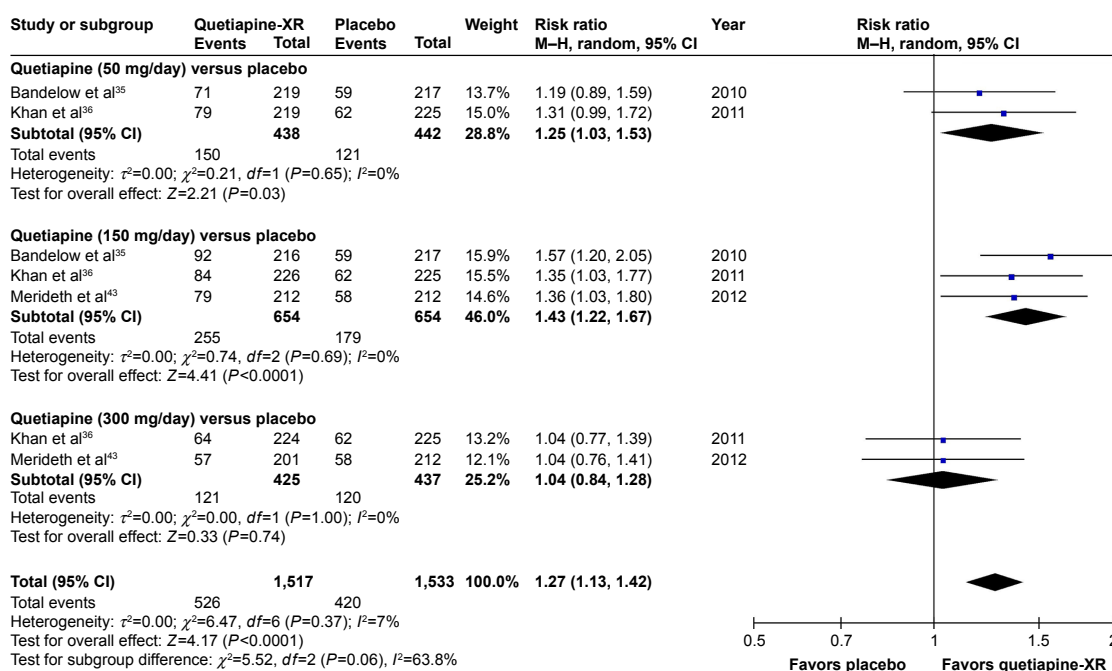 Study or subgroup Quetiapine-XR Placebo Weight Risk ratio Year Risk ratio
Events Total Events Total M–H, random, 95% CI M–H, random, 95% CI
Quetiapine (50 mg/day) versus placebo
Bandelow et al³⁵ 71 219 59 217 13.7% 1.19 (0.89, 1.59) 2010
Khan et al³⁶ 79 219 62 225 15.0% 1.31 (0.99, 1.72) 2011
Subtotal (95% CI) 438 442 28.8% 1.25 (1.03, 1.53)
Total events 150 121
Heterogeneity: τ²=0.00; χ²=0.21, df=1 (P=0.65); I²=0%
Test for overall effect: Z=2.21 (P=0.03)
Quetiapine (150 mg/day) versus placebo
Bandelow et al³⁵ 92 216 59 217 15.9% 1.57 (1.20, 2.05) 2010
Khan et al³⁶ 84 226 62 225 15.5% 1.35 (1.03, 1.77) 2011
Merideth et al⁴³ 79 212 58 212 14.6% 1.36 (1.03, 1.80) 2012
Subtotal (95% CI) 654 654 46.0% 1.43 (1.22, 1.67)
Total events 255 179
Heterogeneity: τ²=0.00; χ²=0.74, df=2 (P=0.69); I²=0%
Test for overall effect: Z=4.41 (P<0.0001)
Quetiapine (300 mg/day) versus placebo
Khan et al³⁶ 64 224 62 225 13.2% 1.04 (0.77, 1.39) 2011
Merideth et al⁴³ 57 201 58 212 12.1% 1.04 (0.76, 1.41) 2012
Subtotal (95% CI) 425 437 25.2% 1.04 (0.84, 1.28)
Total events 121 120
Heterogeneity: τ²=0.00; χ²=0.00, df=1 (P=1.00); I²=0%
Test for overall effect: Z=0.33 (P=0.74)
Total (95% CI) 1,517 1,533 100.0% 1.27 (1.13, 1.42)
Total events 526 420
Heterogeneity: τ²=0.00; χ²=6.47, df=6 (P=0.37); I²=7%
Test for overall effect: Z=4.17 (P<0.0001)
Test for subgroup difference: χ²=5.52, df=2 (P=0.06), I²=63.8%
0.5 0.7 1 1.5 2
Favors placebo Favors quetiapine-XR